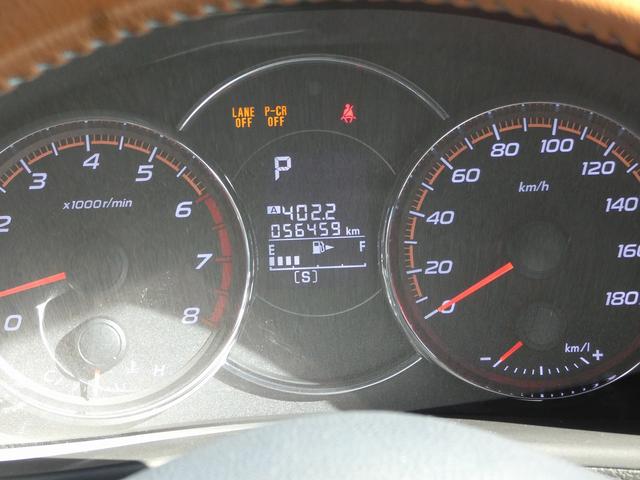 LANE P-CR
OFF OFF
P
A 402.2
056459 km
E F
[S]
0 2 3 4 5 6 7 8
x1000r/min
C H
0 20 40 60 80 100 120 140 160 180
km/h
- km/l +